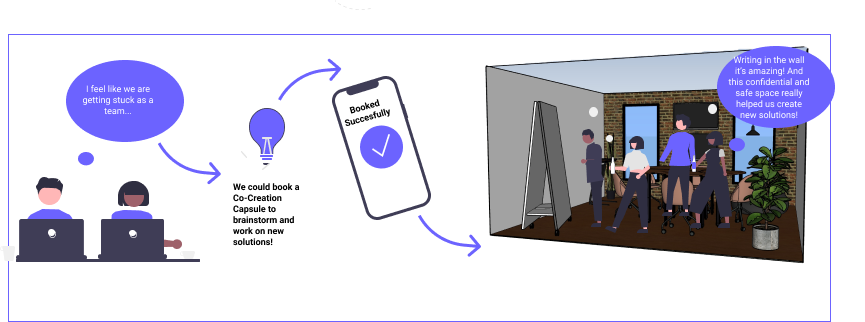 I feel like we are
getting stuck as a
team...
We could book a
Co-Creation
Capsule to
brainstorm and
work on new
solutions!
Booked
Succesfully
Writing in the wall
it's amazing! And
this confidential and
safe space really
helped us create
new solutions!